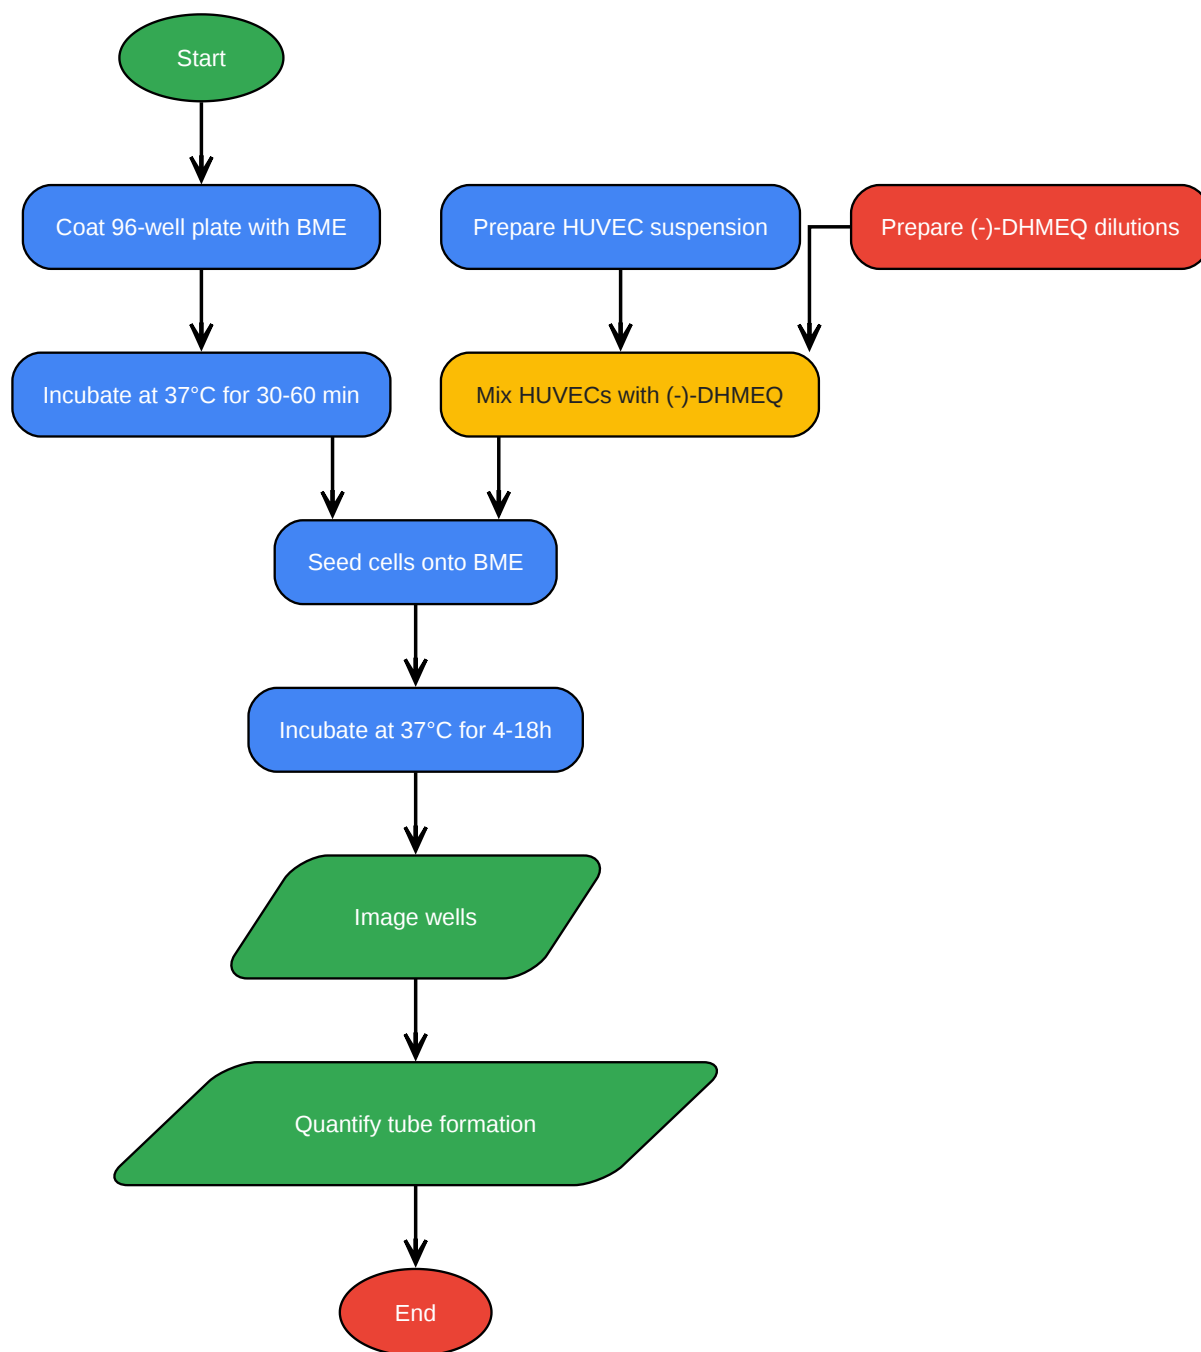 Start
Coat 96-well plate with BME
Prepare HUVEC suspension
Prepare (-)-DHMEQ dilutions
Incubate at 37°C for 30-60 min
Mix HUVECs with (-)-DHMEQ
Seed cells onto BME
Incubate at 37°C for 4-18h
Image wells
Quantify tube formation
End